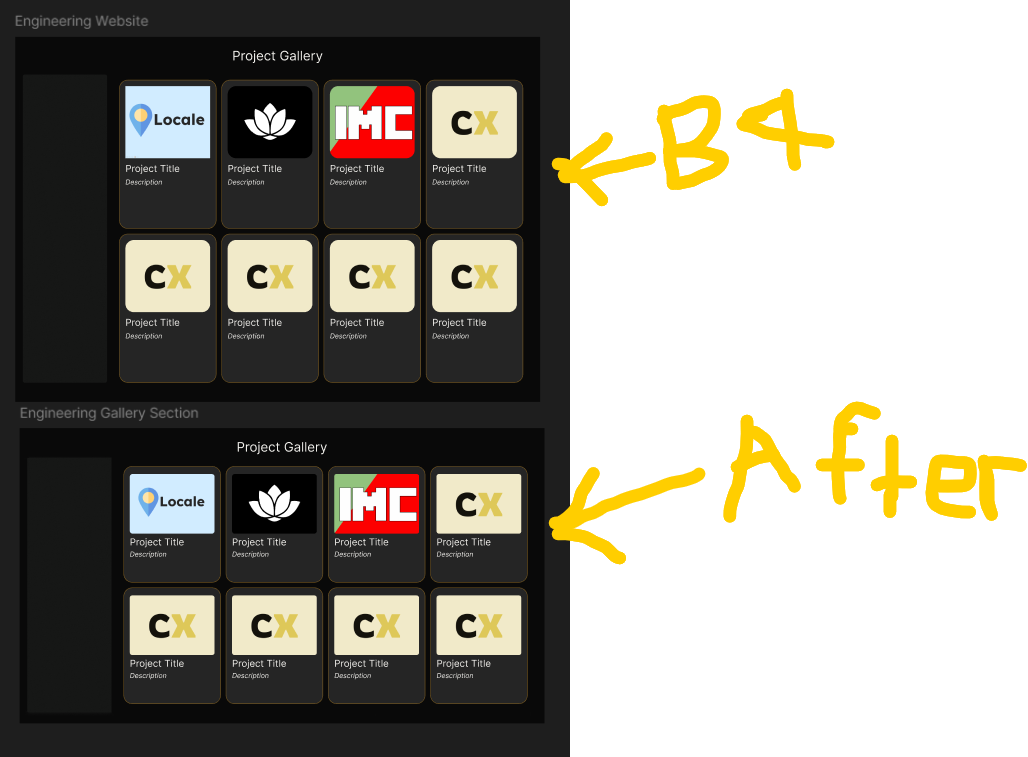 Engineering Website
Project Gallery
Locale IMC CX
Project Title Project Title Project Title Project Title
Description Description Description Description
B4
CX CX CX CX
Project Title Project Title Project Title Project Title
Description Description Description Description
Engineering Gallery Section
Project Gallery
Locale IMC CX
Project Title Project Title Project Title Project Title
Description Description Description Description
After
CX CX CX CX
Project Title Project Title Project Title Project Title
Description Description Description Description